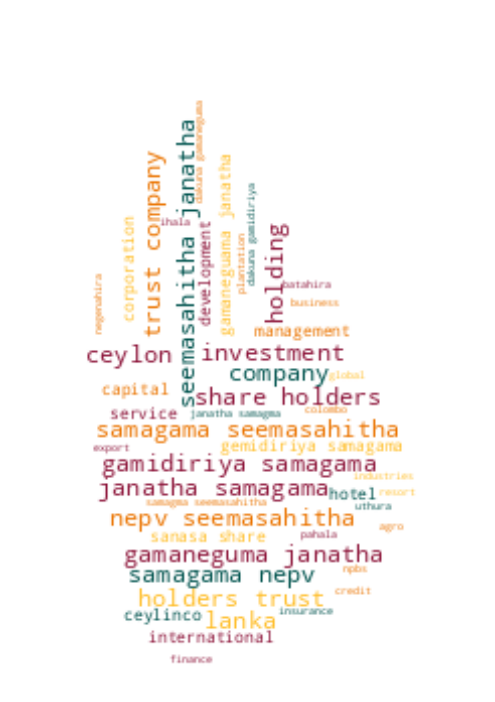 dakuna gamaneguma
seemasahitha janatha
trust company
gamaneguama janatha
dakuna gamidiriya
ihala
corporation
development
plantation
holding
negenahira
batahira
business
management
ceylon
investment
company
global
capital
share holders
service
janatha samagma
colombo
samagama seemasahitha
export
gemidiriya samagama
gamidiriya samagama
industries
janatha samagama
hotel
resort
samagma seemasahitha
uthura
nepv seemasahitha
agro
sanasa share
pahala
gamaneguma janatha
samagama nepv
npbs
holders trust
credit
ceylinco
lanka
insurance
international
finance